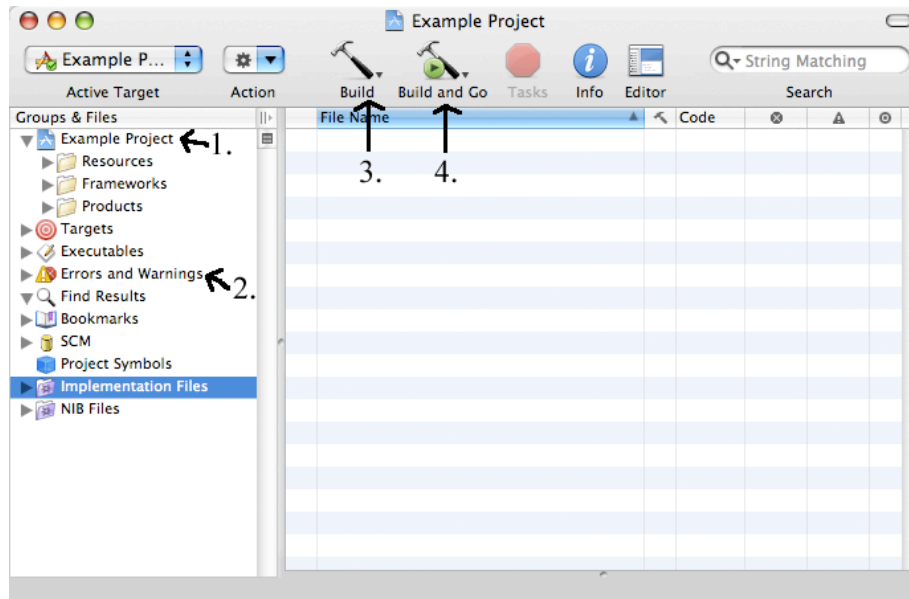 Example Project
Example P...
String Matching
Active Target
Action
Build
Build and Go
Tasks
Info
Editor
Search
Groups & Files
File Name
Code
Example Project
1.
Resources
Frameworks
Products
3.
4.
Targets
Executables
Errors and Warnings
2.
Find Results
Bookmarks
SCM
Project Symbols
Implementation Files
NIB Files